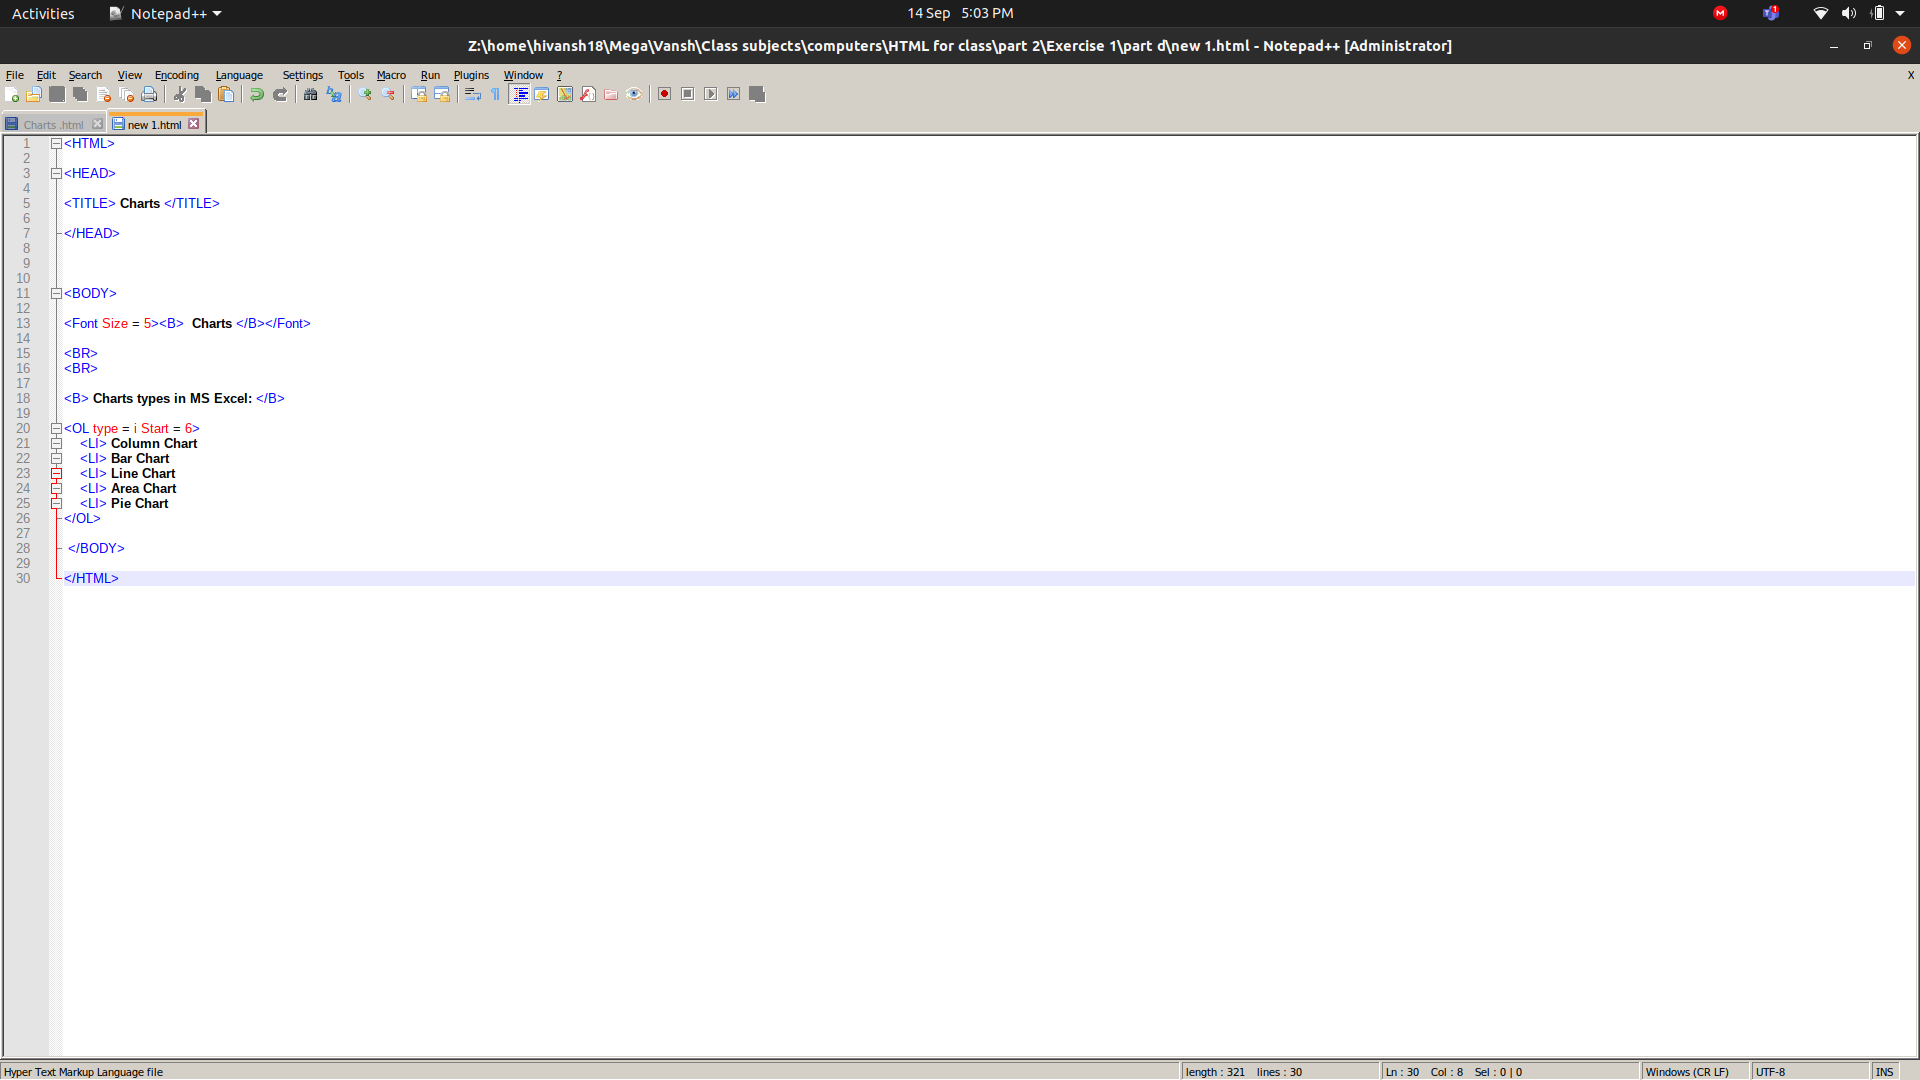 Activities Notepad++ 14 Sep 5:03 PM
Z:\home\hivansh18\Mega\Vansh\Class subjects\computers\HTML for class\part 2\Exercise 1\part d\new 1.html - Notepad++ [Administrator]
File Edit Search View Encoding Language Settings Tools Macro Run Plugins Window ? X
Charts .html new 1.html
1 <HTML>
2
3 <HEAD>
4
5 <TITLE> Charts </TITLE>
6
7 </HEAD>
8
9
10
11 <BODY>
12
13 <Font Size = 5><B>  Charts </B></Font>
14
15 <BR>
16 <BR>
17
18 <B> Charts types in MS Excel: </B>
19
20 <OL type = i Start = 6>
21 <LI> Column Chart
22 <LI> Bar Chart
23 <LI> Line Chart
24 <LI> Area Chart
25 <LI> Pie Chart
26 </OL>
27
28 </BODY>
29
30 </HTML>
Hyper Text Markup Language file length : 321 lines : 30 Ln : 30 Col : 8 Sel : 0 | 0 Windows (CR LF) UTF-8 INS